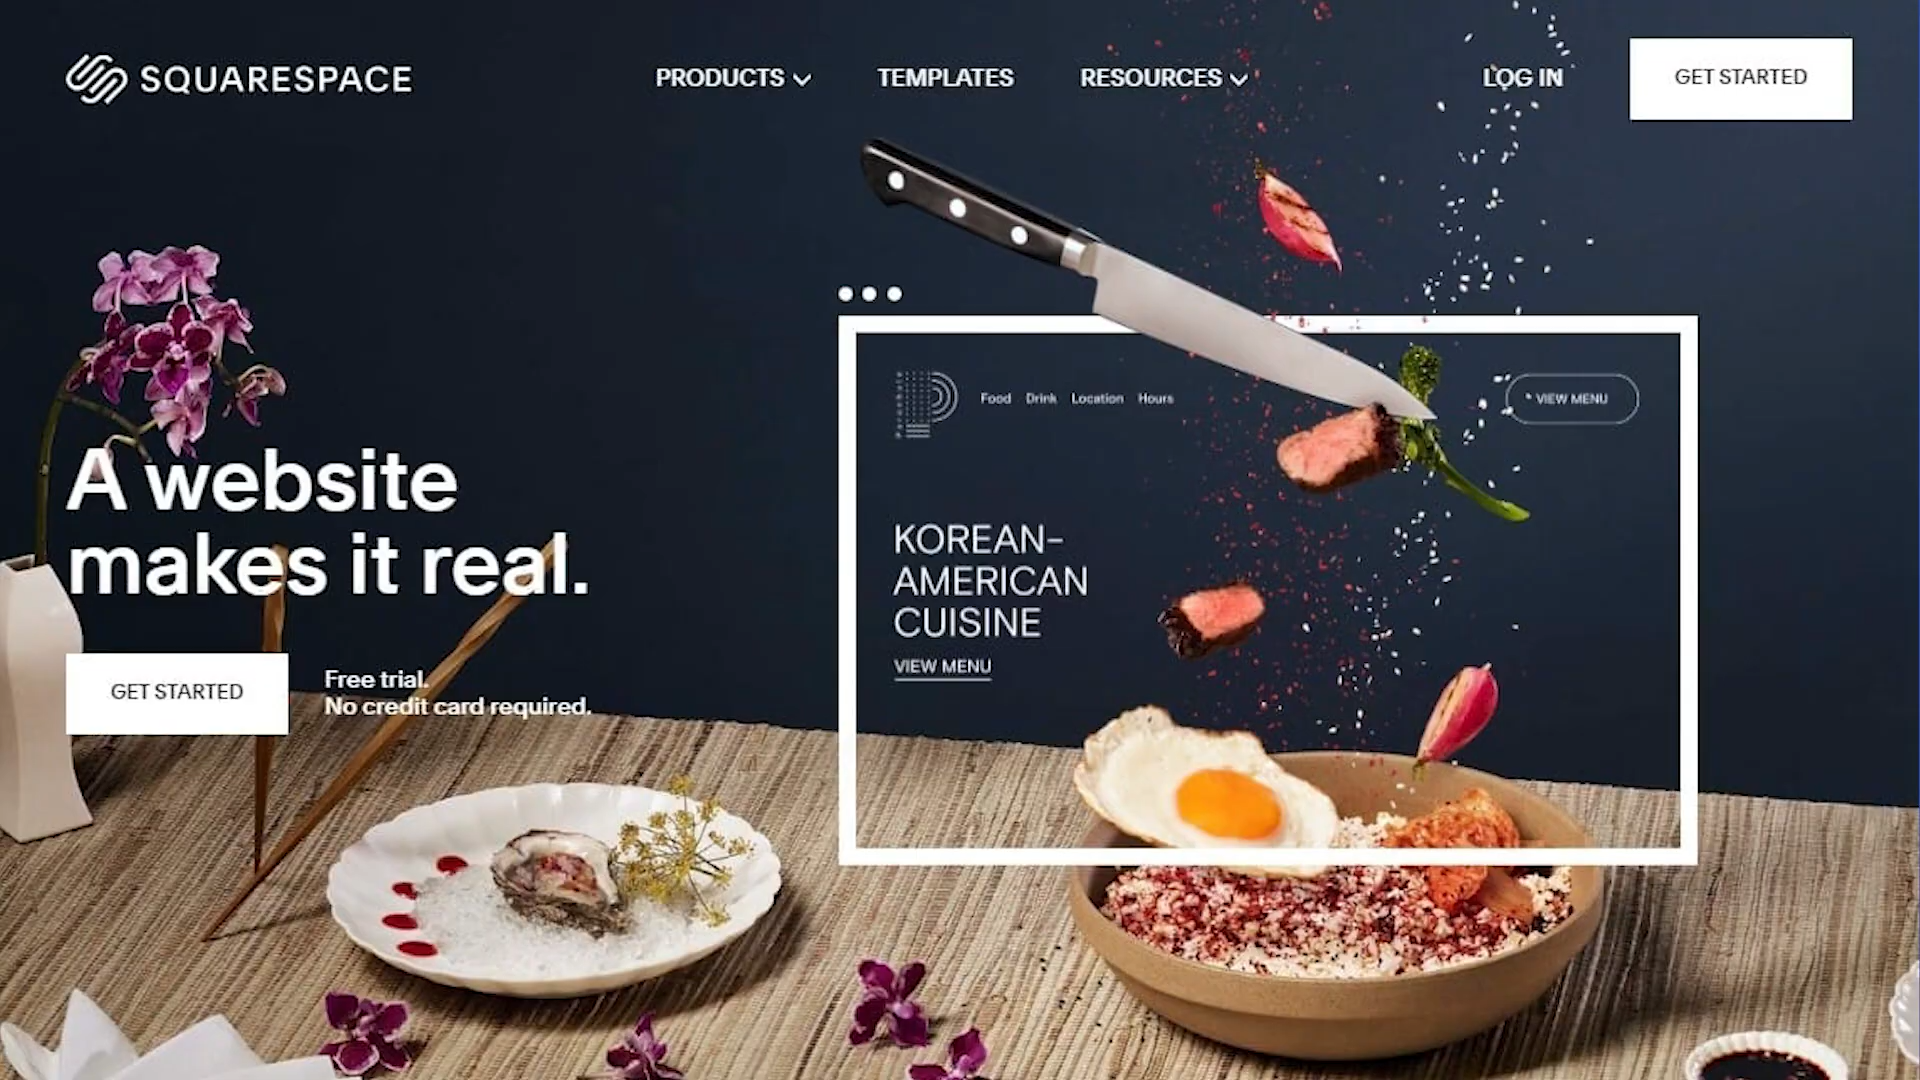 SQUARESPACE
PRODUCTS
TEMPLATES
RESOURCES
LOG IN
GET STARTED
A website
makes it real.
GET STARTED
Free trial.
No credit card required.
Food Drink Location Hours
VIEW MENU
KOREAN-
AMERICAN
CUISINE
VIEW MENU